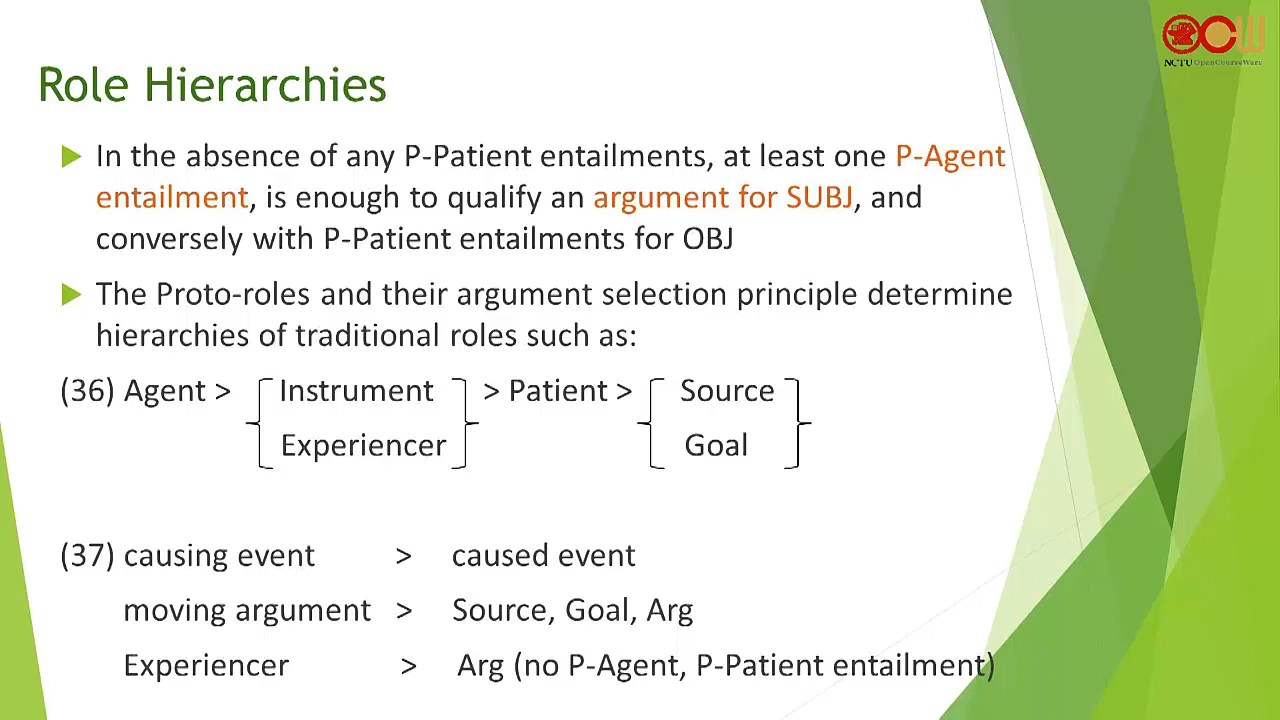 NCTU OpenCourseWare
Role Hierarchies
In the absence of any P-Patient entailments, at least one P-Agent
entailment, is enough to qualify an argument for SUBJ, and
conversely with P-Patient entailments for OBJ
The Proto-roles and their argument selection principle determine
hierarchies of traditional roles such as:
(36) Agent > Instrument > Patient > Source
Experiencer Goal
(37) causing event > caused event
moving argument > Source, Goal, Arg
Experiencer > Arg (no P-Agent, P-Patient entailment)